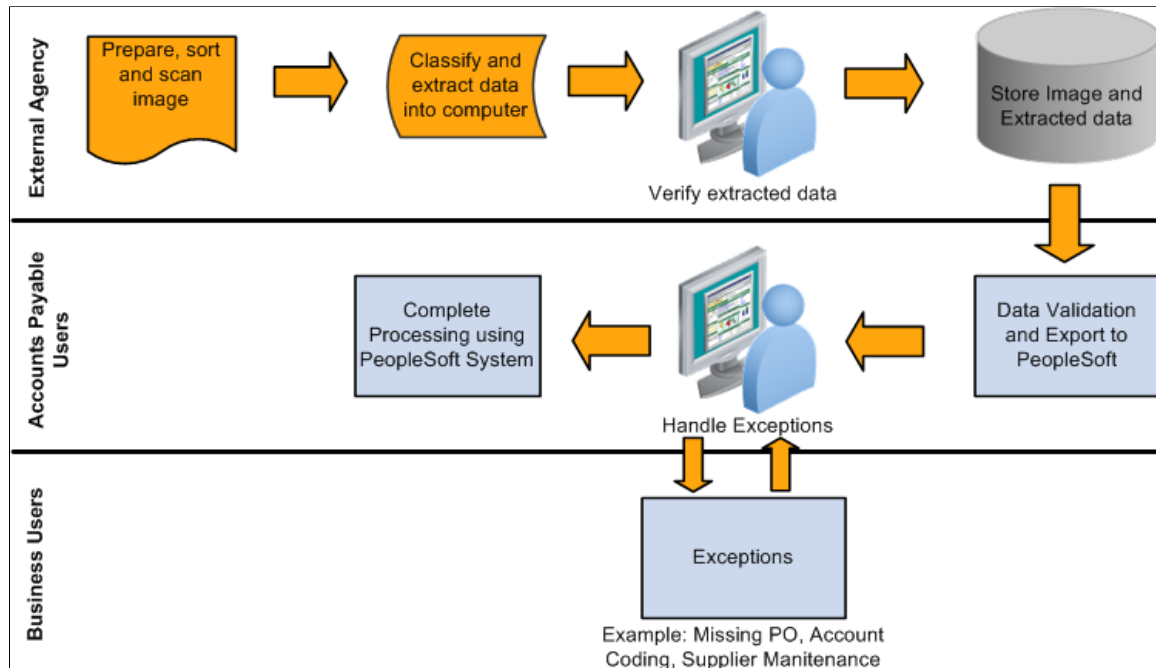 External Agency
Prepare, sort
and scan
image
Classify and
extract data
into computer
Verify extracted data
Store Image and
Extracted data
Accounts Payable
Users
Complete
Processing using
PeopleSoft System
Handle Exceptions
Data Validation
and Export to
PeopleSoft
Business Users
Exceptions
Example: Missing PO, Account
Coding, Supplier Manitenance